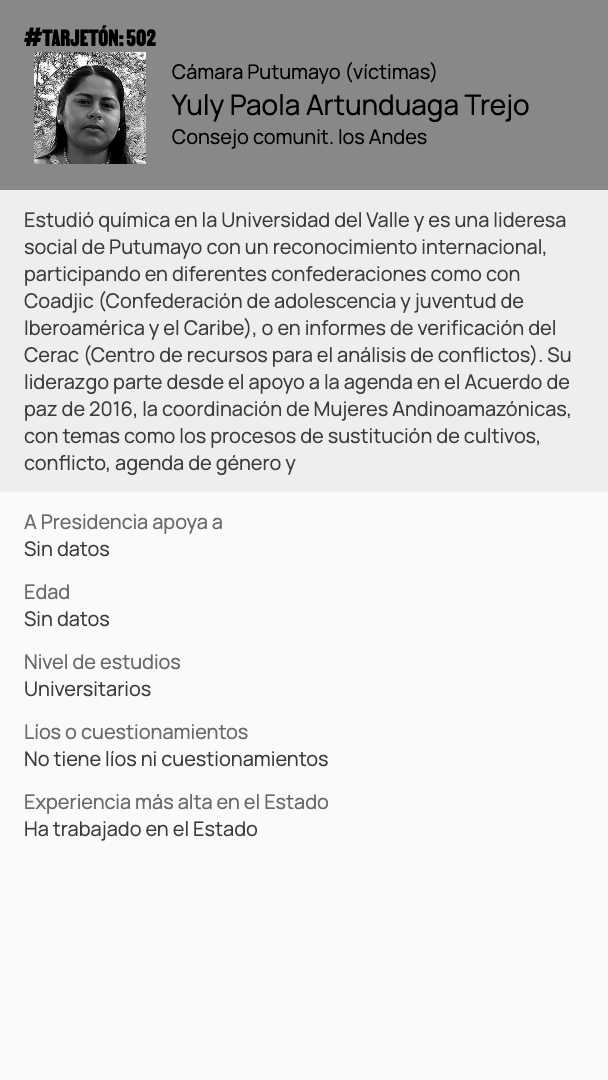 #TARJETÓN: 502
Cámara Putumayo (víctimas)
Yuly Paola Artunduaga Trejo
Consejo comunit. los Andes
Estudió química en la Universidad del Valle y es una lideresa
social de Putumayo con un reconocimiento internacional,
participando en diferentes confederaciones como con
Coadjic (Confederación de adolescencia y juventud de
Iberoamérica y el Caribe), o en informes de verificación del
Cerac (Centro de recursos para el análisis de conflictos). Su
liderazgo parte desde el apoyo a la agenda en el Acuerdo de
paz de 2016, la coordinación de Mujeres Andinoamazónicas,
con temas como los procesos de sustitución de cultivos,
conflicto, agenda de género y
A Presidencia apoya a
Sin datos
Edad
Sin datos
Nivel de estudios
Universitarios
Líos o cuestionamientos
No tiene líos ni cuestionamientos
Experiencia más alta en el Estado
Ha trabajado en el Estado